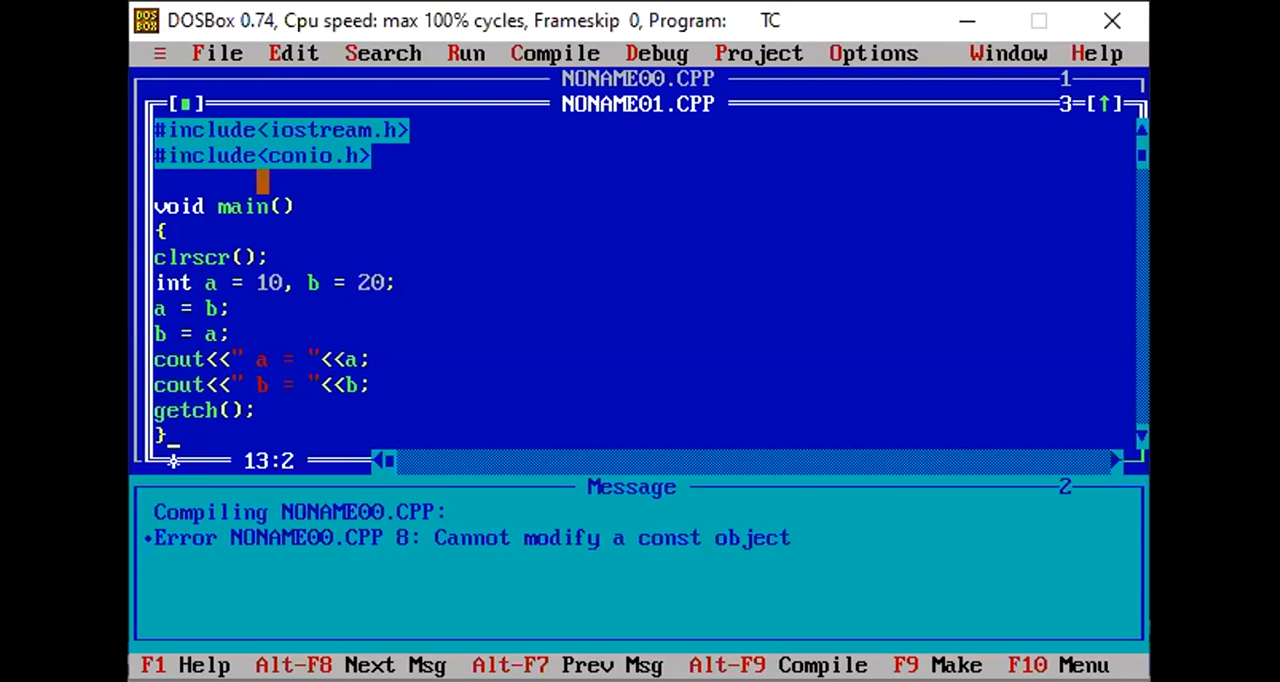 DOS BOX DOSBox 0.74, Cpu speed: max 100% cycles, Frameskip 0, Program: TC
≡ File Edit Search Run Compile Debug Project Options Window Help
NONAME00.CPP 1
[■] NONAME01.CPP 3=[↑]
#include<iostream.h>
#include<conio.h>
void main()
{
clrscr();
int a = 10, b = 20;
a = b;
b = a;
cout<<" a = "<<a;
cout<<" b = "<<b;
getch();
}_
13:2
Message 2
Compiling NONAME00.CPP:
•Error NONAME00.CPP 8: Cannot modify a const object
F1 Help Alt-F8 Next Msg Alt-F7 Prev Msg Alt-F9 Compile F9 Make F10 Menu